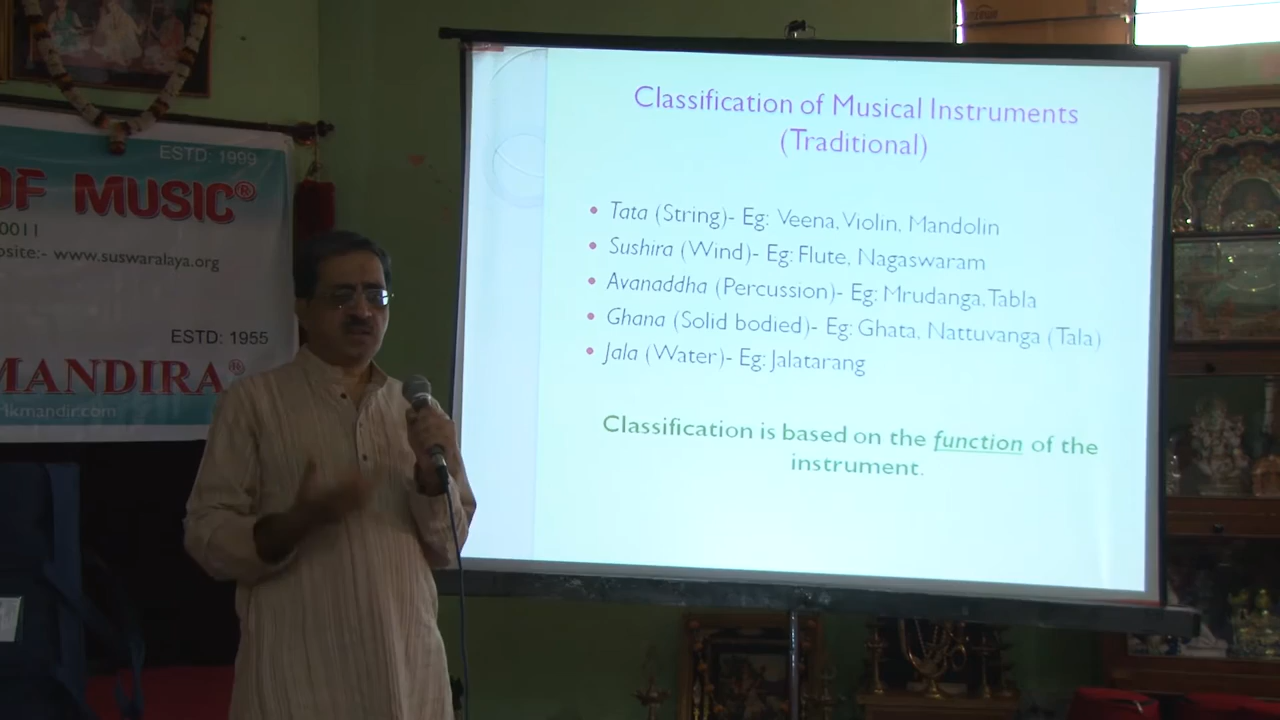 ESTD: 1999
OF MUSIC®
0011
osite:- www.suswaralaya.org
ESTD: 1955
MANDIRA®
rlkmandir.com
Classification of Musical Instruments
(Traditional)
• Tata (String)- Eg: Veena, Violin, Mandolin
• Sushira (Wind)- Eg: Flute, Nagaswaram
• Avanaddha (Percussion)- Eg: Mrudanga, Tabla
• Ghana (Solid bodied)- Eg: Ghata, Nattuvanga (Tala)
• Jala (Water)- Eg: Jalatarang
Classification is based on the function of the
instrument.